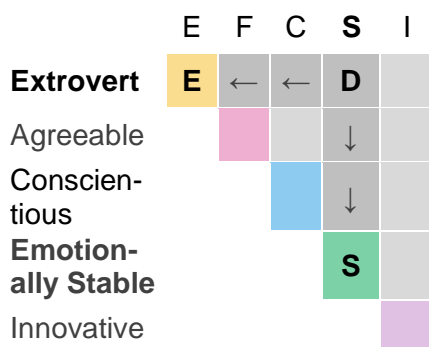 E F C S I
Extrovert E ← ← D
Agreeable ↓
Conscien-
tious ↓
Emotion-
ally Stable S
Innovative